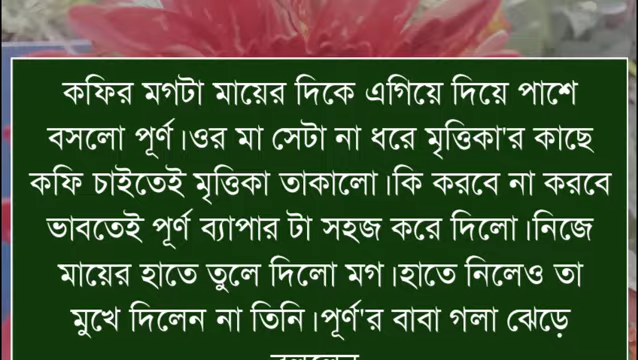 কফির মগটা মায়ের দিকে এগিয়ে দিয়ে পাশে
বসলো পূর্ণ।ওর মা সেটা না ধরে মৃত্তিকা'র কাছে
কফি চাইতেই মৃত্তিকা তাকালো।কি করবে না করবে
ভাবতেই পূর্ণ ব্যাপার টা সহজ করে দিলো।নিজে
মায়ের হাতে তুলে দিলো মগ।হাতে নিলেও তা
মুখে দিলেন না তিনি।পূর্ণ'র বাবা গলা ঝেড়ে